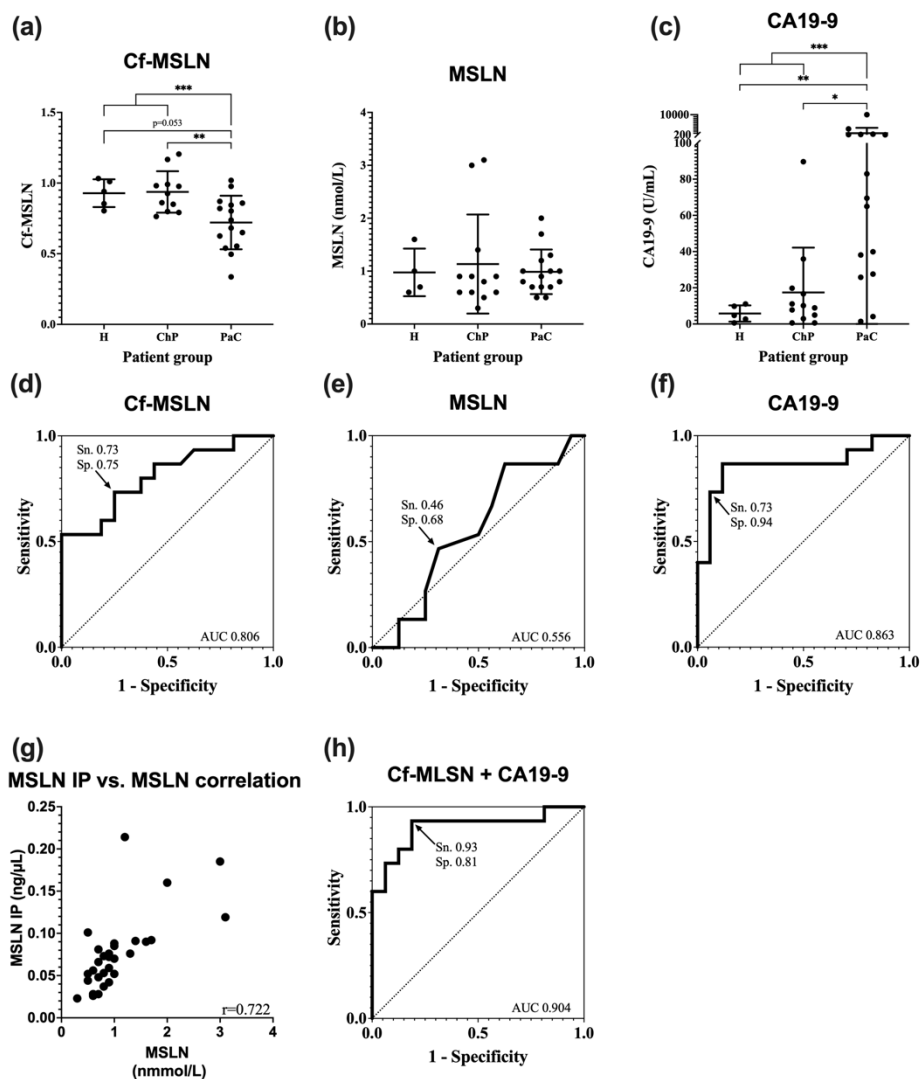 (a)
Cf-MSLN
***
p=0.053
**
1.5
1.0
0.5
0.0
Cf-MSLN
H ChP PaC
Patient group
(b)
MSLN
4
3
2
1
0
MSLN (nmol/L)
H ChP PaC
Patient group
(c)
CA19-9
***
**
*
10000
200
100
80
60
40
20
0
CA19-9 (U/mL)
H ChP PaC
Patient group
(d)
Cf-MSLN
1.0
0.5
0.0
Sensitivity
Sn. 0.73
Sp. 0.75
AUC 0.806
0.0 0.5 1.0
1 - Specificity
(e)
MSLN
1.0
0.5
0.0
Sensitivity
Sn. 0.46
Sp. 0.68
AUC 0.556
0.0 0.5 1.0
1 - Specificity
(f)
CA19-9
1.0
0.5
0.0
Sensitivity
Sn. 0.73
Sp. 0.94
AUC 0.863
0.0 0.5 1.0
1 - Specificity
(g)
MSLN IP vs. MSLN correlation
0.25
0.20
0.15
0.10
0.05
0.00
MSLN IP (ng/µL)
r=0.722
0 1 2 3 4
MSLN
(nmmol/L)
(h)
Cf-MLSN + CA19-9
1.0
0.5
0.0
Sensitivity
Sn. 0.93
Sp. 0.81
AUC 0.904
0.0 0.5 1.0
1 - Specificity